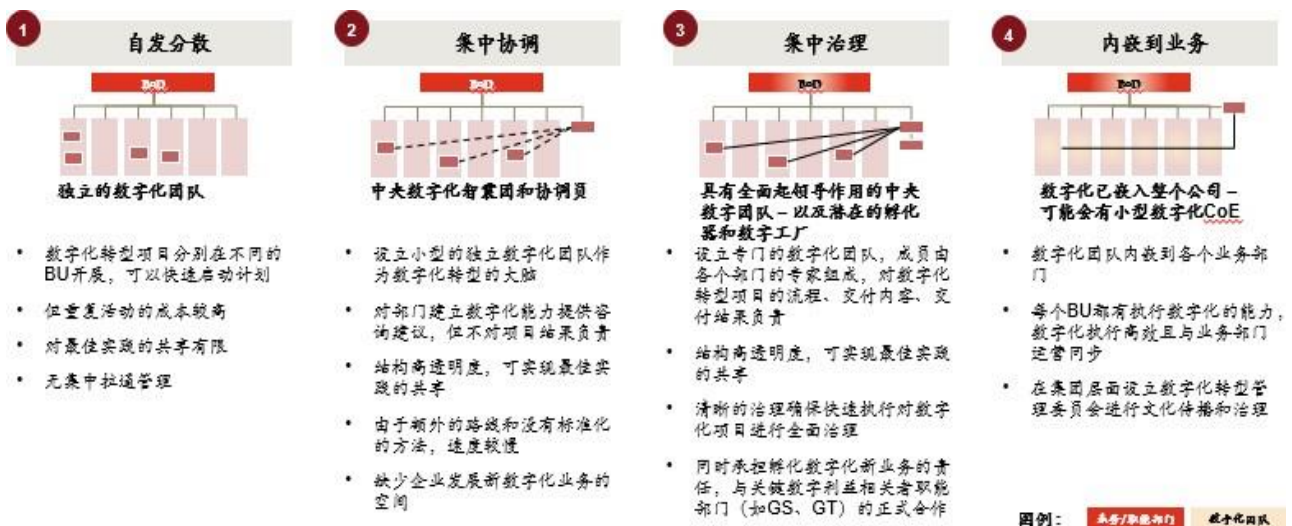 1
自发分散
BoD
独立的数字化团队
• 数字化转型项目分别在不同的
BU开展，可以快速启动计划
• 但重复活动的成本较高
• 对最佳实践的共享有限
• 无集中拉通管理
2
集中协调
BoD
中央数字化智囊团和协调员
• 设立小型的独立数字化团队作
为数字化转型的大脑
• 对部门建立数字化能力提供咨
询建议，但不对项目结果负责
• 结构高透明度，可实现最佳实
践的共享
• 由于额外的路线和没有标准化
的方法，速度较慢
• 缺少企业发展新数字化业务的
空间
3
集中治理
BoD
具有全面起领导作用的中央
数字团队 – 以及潜在的孵化
器和数字工厂
• 设立专门的数字化团队，成员由
各个部门的专家组成，对数字化
转型项目的流程、交付内容、交
付结果负责
• 结构高透明度，可实现最佳实践
的共享
• 清晰的治理确保快速执行对数字
化项目进行全面治理
• 同时承担孵化数字化新业务的责
任，与关键数字利益相关者职能
部门（如GS、GT）的正式合作
4
内嵌到业务
BoD
数字化已嵌入整个公司 –
可能会有小型数字化CoE
• 数字化团队内嵌到各个业务部
门
• 每个BU都有执行数字化的能力，
数字化执行高效且与业务部门
运营同步
• 在集团层面设立数字化转型管
理委员会进行文化传播和治理
图例： 业务/职能部门 数字化团队